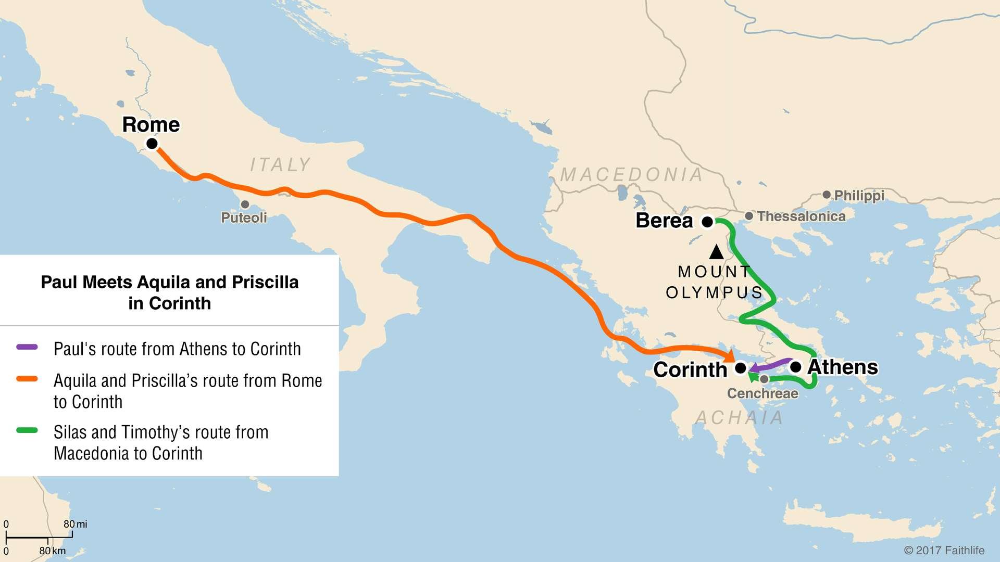 Rome
ITALY
Puteoli
MACEDONIA
Philippi
Thessalonica
Berea
MOUNT
OLYMPUS
Corinth
Athens
Cenchreae
ACHAIA
Paul Meets Aquila and Priscilla
in Corinth
Paul's route from Athens to Corinth
Aquila and Priscilla’s route from Rome
to Corinth
Silas and Timothy’s route from
Macedonia to Corinth
0 80 mi
0 80 km
© 2017 Faithlife